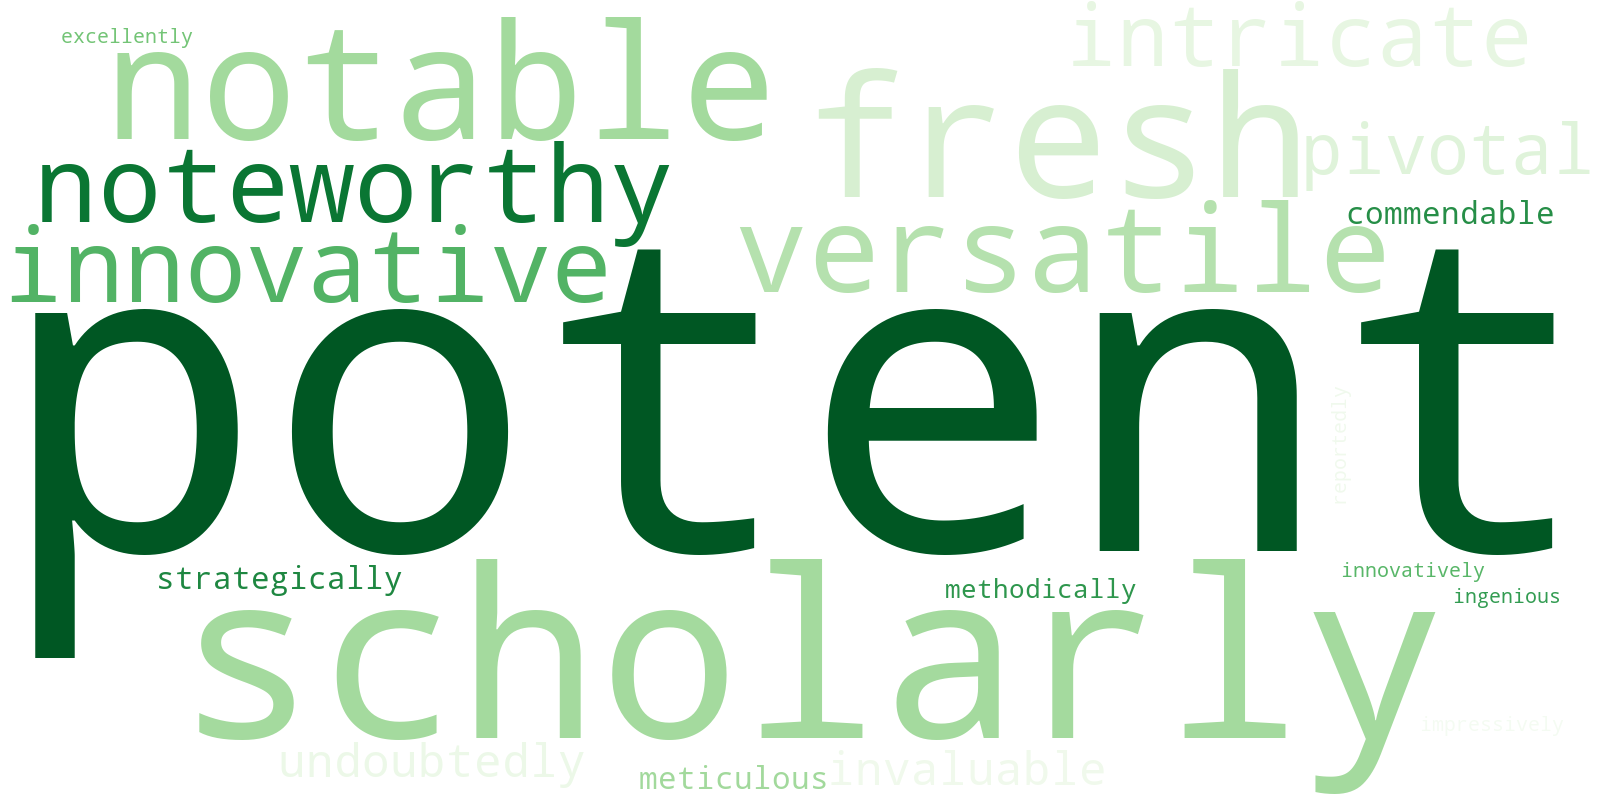 excellently
notable
intricate
fresh
pivotal
noteworthy
commendable
innovative
versatile
potent
reportedly
strategically
methodically
innovatively
ingenious
scholarly
impressively
undoubtedly
meticulous
invaluable